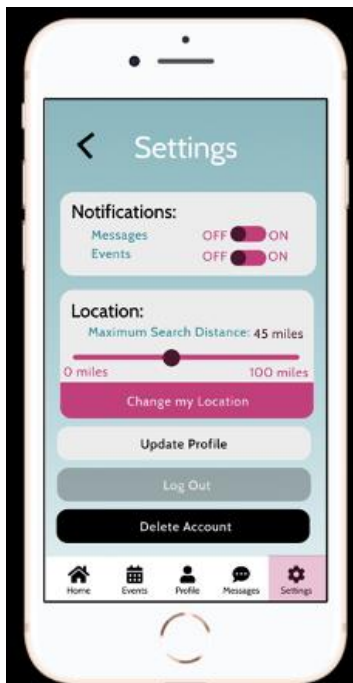 Settings
Notifications:
Messages OFF ON
Events OFF ON
Location:
Maximum Search Distance: 45 miles
0 miles 100 miles
Change my Location
Update Profile
Log Out
Delete Account
Home Events Profile Messages Settings